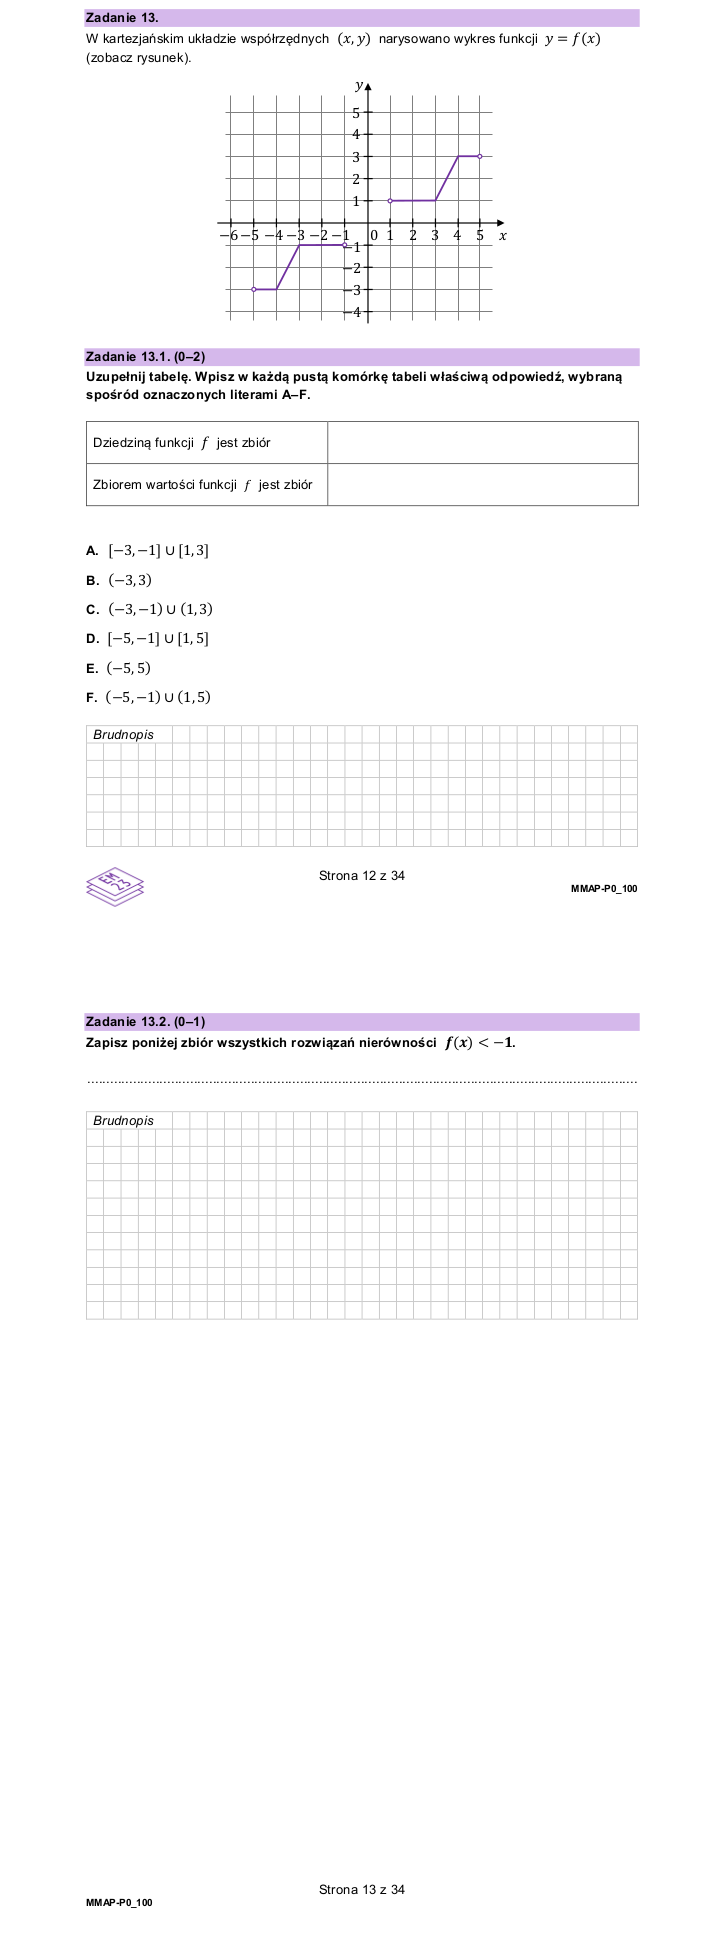 Zadanie 13.
W kartezjańskim układzie współrzędnych (x, y) narysowano wykres funkcji y = f(x)
(zobacz rysunek).
y
5
4
3
2
1
−6 −5 −4 −3 −2 −1 0 1 2 3 4 5 x
−1
−2
−3
−4
Zadanie 13.1. (0–2)
Uzupełnij tabelę. Wpisz w każdą pustą komórkę tabeli właściwą odpowiedź, wybraną
spośród oznaczonych literami A–F.
Dziedziną funkcji f jest zbiór
Zbiorem wartości funkcji f jest zbiór
A. [−3, −1] ∪ [1, 3]
B. (−3, 3)
C. (−3, −1) ∪ (1, 3)
D. [−5, −1] ∪ [1, 5]
E. (−5, 5)
F. (−5, −1) ∪ (1, 5)
Brudnopis
EM
23
Strona 12 z 34
MMAP-P0_100
Zadanie 13.2. (0–1)
Zapisz poniżej zbiór wszystkich rozwiązań nierówności f(x) < −1.
Brudnopis
Strona 13 z 34
MMAP-P0_100